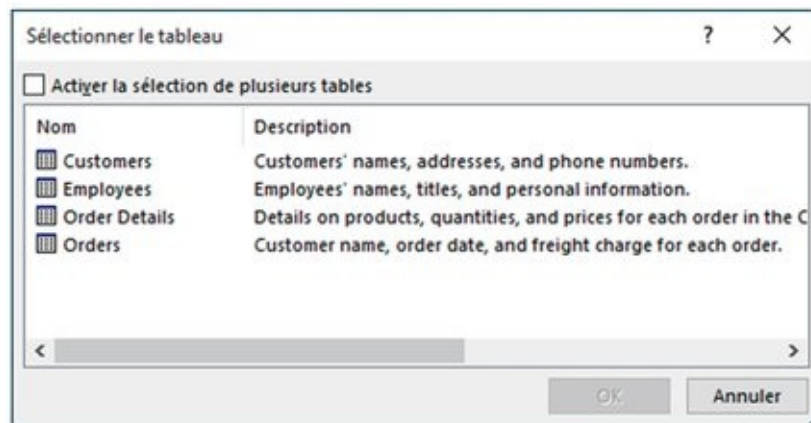 Sélectionner le tableau ? ×
Activer la sélection de plusieurs tables
Nom Description
Customers Customers' names, addresses, and phone numbers.
Employees Employees' names, titles, and personal information.
Order Details Details on products, quantities, and prices for each order in the C
Orders Customer name, order date, and freight charge for each order.
OK Annuler